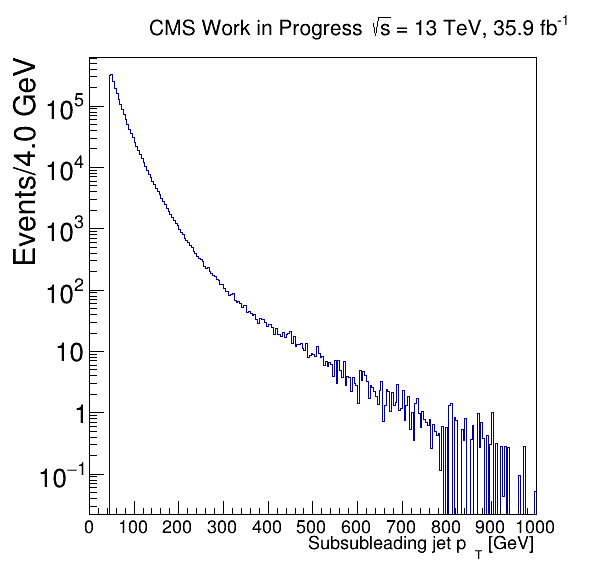 CMS Work in Progress √s = 13 TeV, 35.9 fb⁻¹
Events/4.0 GeV
10⁵
10⁴
10³
10²
10
1
10⁻¹
0 100 200 300 400 500 600 700 800 900 1000
Subsubleading jet p_T [GeV]